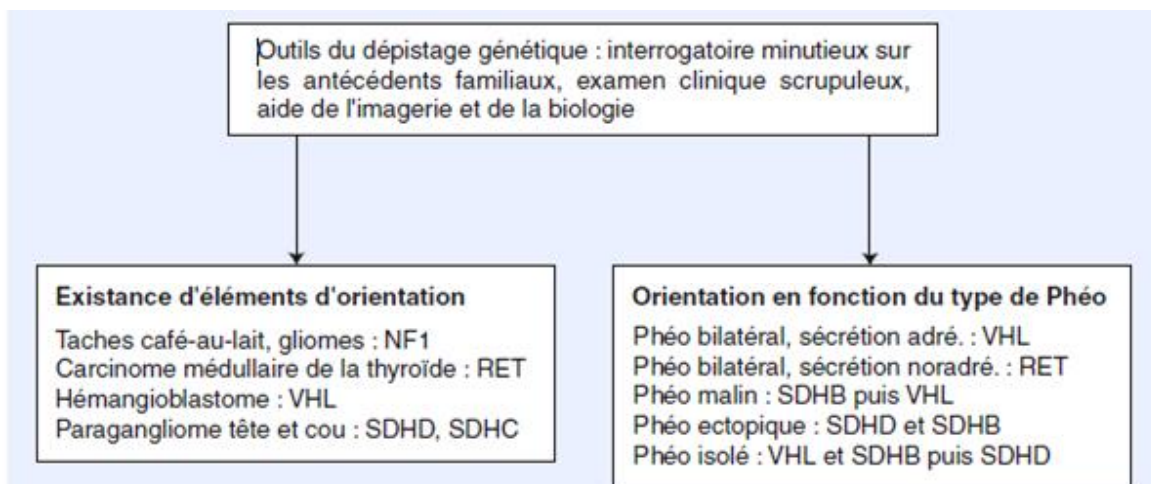 Outils du dépistage génétique : interrogatoire minutieux sur
les antécédents familiaux, examen clinique scrupuleux,
aide de l'imagerie et de la biologie
Existance d'éléments d'orientation
Taches café-au-lait, gliomes : NF1
Carcinome médullaire de la thyroïde : RET
Hémangioblastome : VHL
Paragangliome tête et cou : SDHD, SDHC
Orientation en fonction du type de Phéo
Phéo bilatéral, sécrétion adré. : VHL
Phéo bilatéral, sécrétion noradré. : RET
Phéo malin : SDHB puis VHL
Phéo ectopique : SDHD et SDHB
Phéo isolé : VHL et SDHB puis SDHD